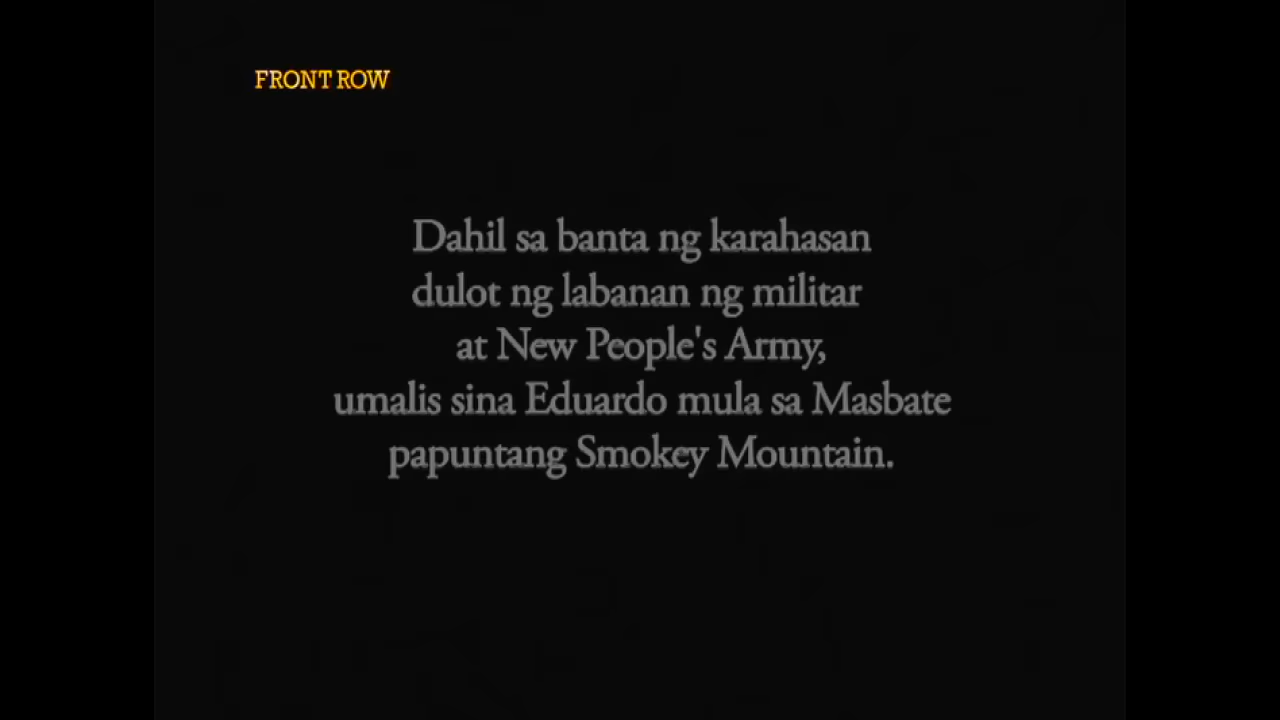 FRONT ROW
Dahil sa banta ng karahasan
dulot ng labanan ng militar
at New People's Army,
umalis sina Eduardo mula sa Masbate
papuntang Smokey Mountain.